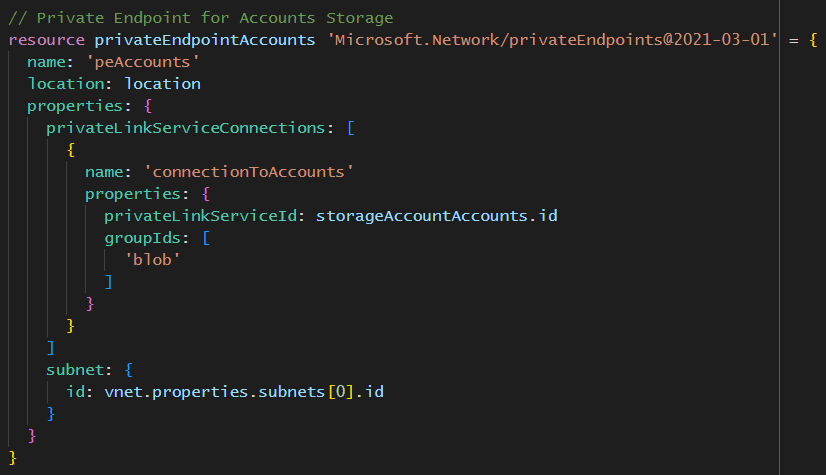 // Private Endpoint for Accounts Storage
resource privateEndpointAccounts 'Microsoft.Network/privateEndpoints@2021-03-01' = {
  name: 'peAccounts'
  location: location
  properties: {
    privateLinkServiceConnections: [
      {
        name: 'connectionToAccounts'
        properties: {
          privateLinkServiceId: storageAccountAccounts.id
          groupIds: [
            'blob'
          ]
        }
      }
    ]
    subnet: {
      id: vnet.properties.subnets[0].id
    }
  }
}